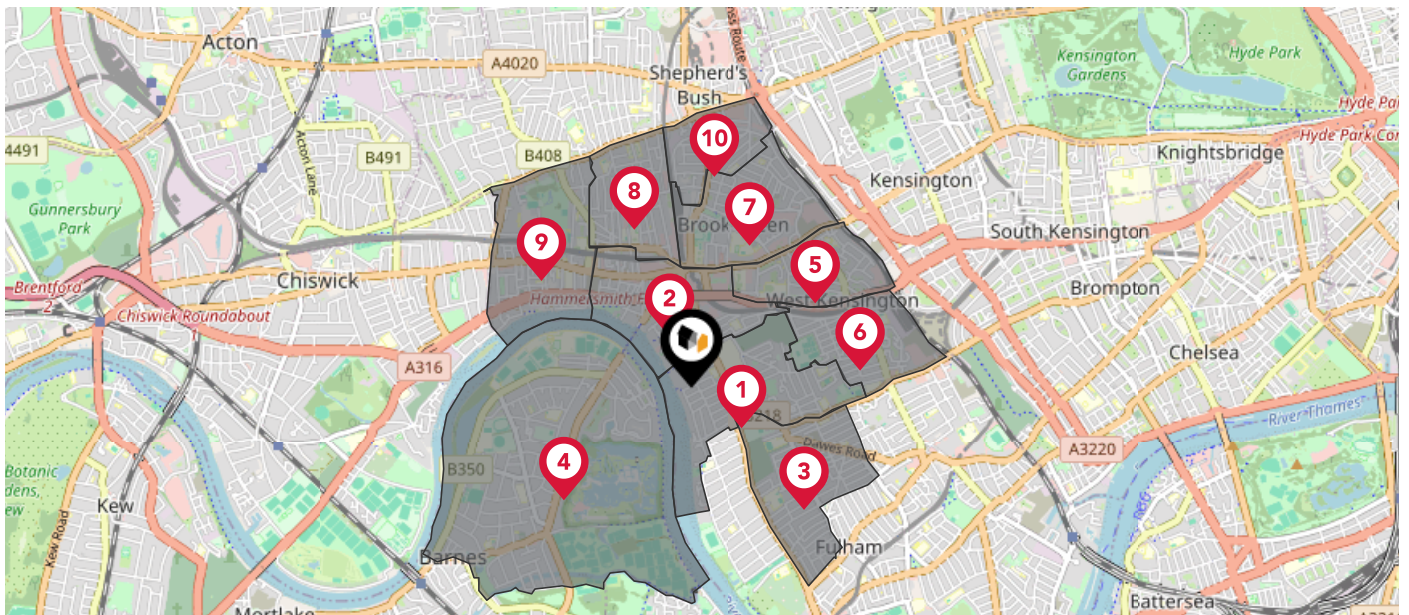 Acton
A4020
Shepherd's
Bush
Kensington
Gardens
Hyde Park
Hyde Pa
Hyde Park Cor
4491
B491
B408
Acton Lane
10
Knightsbridge
Kensington
8
7
Gunnersbury
Park
9
South Kensington
5
Chiswick
Brentford
2
Chiswick Roundabout
2
West Kensington
Brompton
6
Chelsea
A316
1
River Thames
Dawes Road
A3220
B350
4
3
Botanic
dens,
ew
Kew
Kew Road
Barnes
Fulham
Mortlake
Battersea